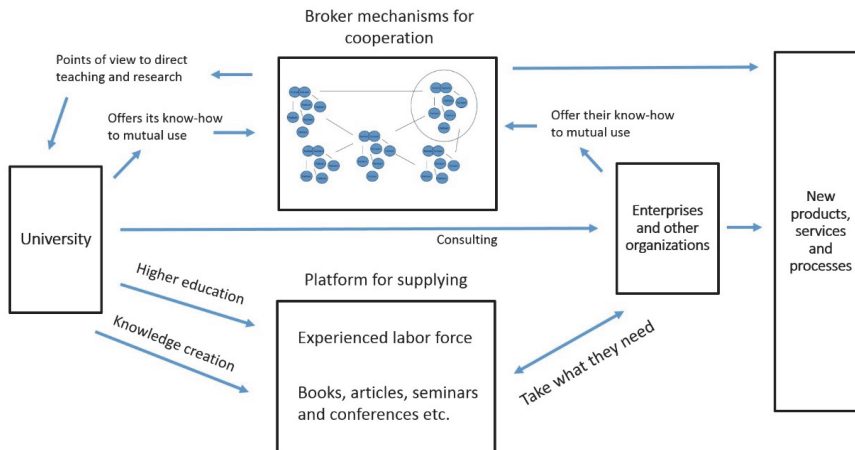 Broker mechanisms for
cooperation
Points of view to direct
teaching and research
Offers its know-how
to mutual use
Offer their know-how
to mutual use
University
Consulting
Enterprises
and other
organizations
New
products,
services
and
processes
Higher education
Knowledge creation
Platform for supplying
Experienced labor force
Books, articles, seminars
and conferences etc.
Take what they need